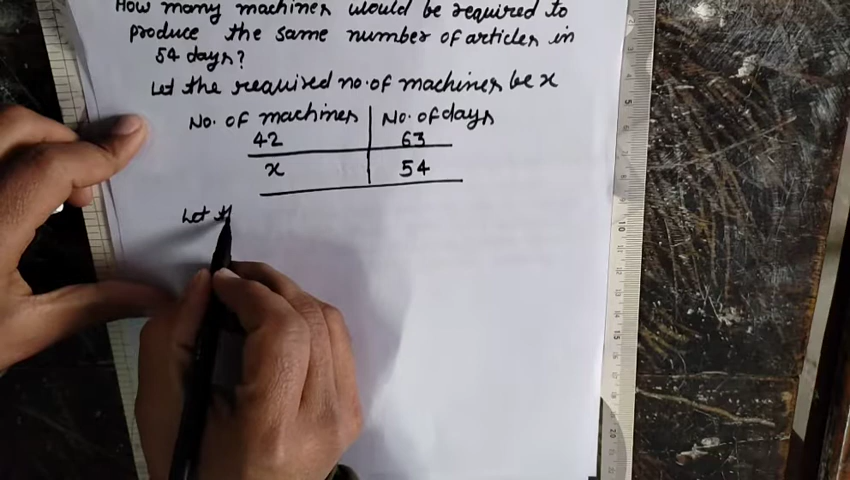 How many machines would be required to
produce the same number of articles in
54 days?
Let the required no. of machines be x
No. of machines No. of days
42 63
x 54
Let